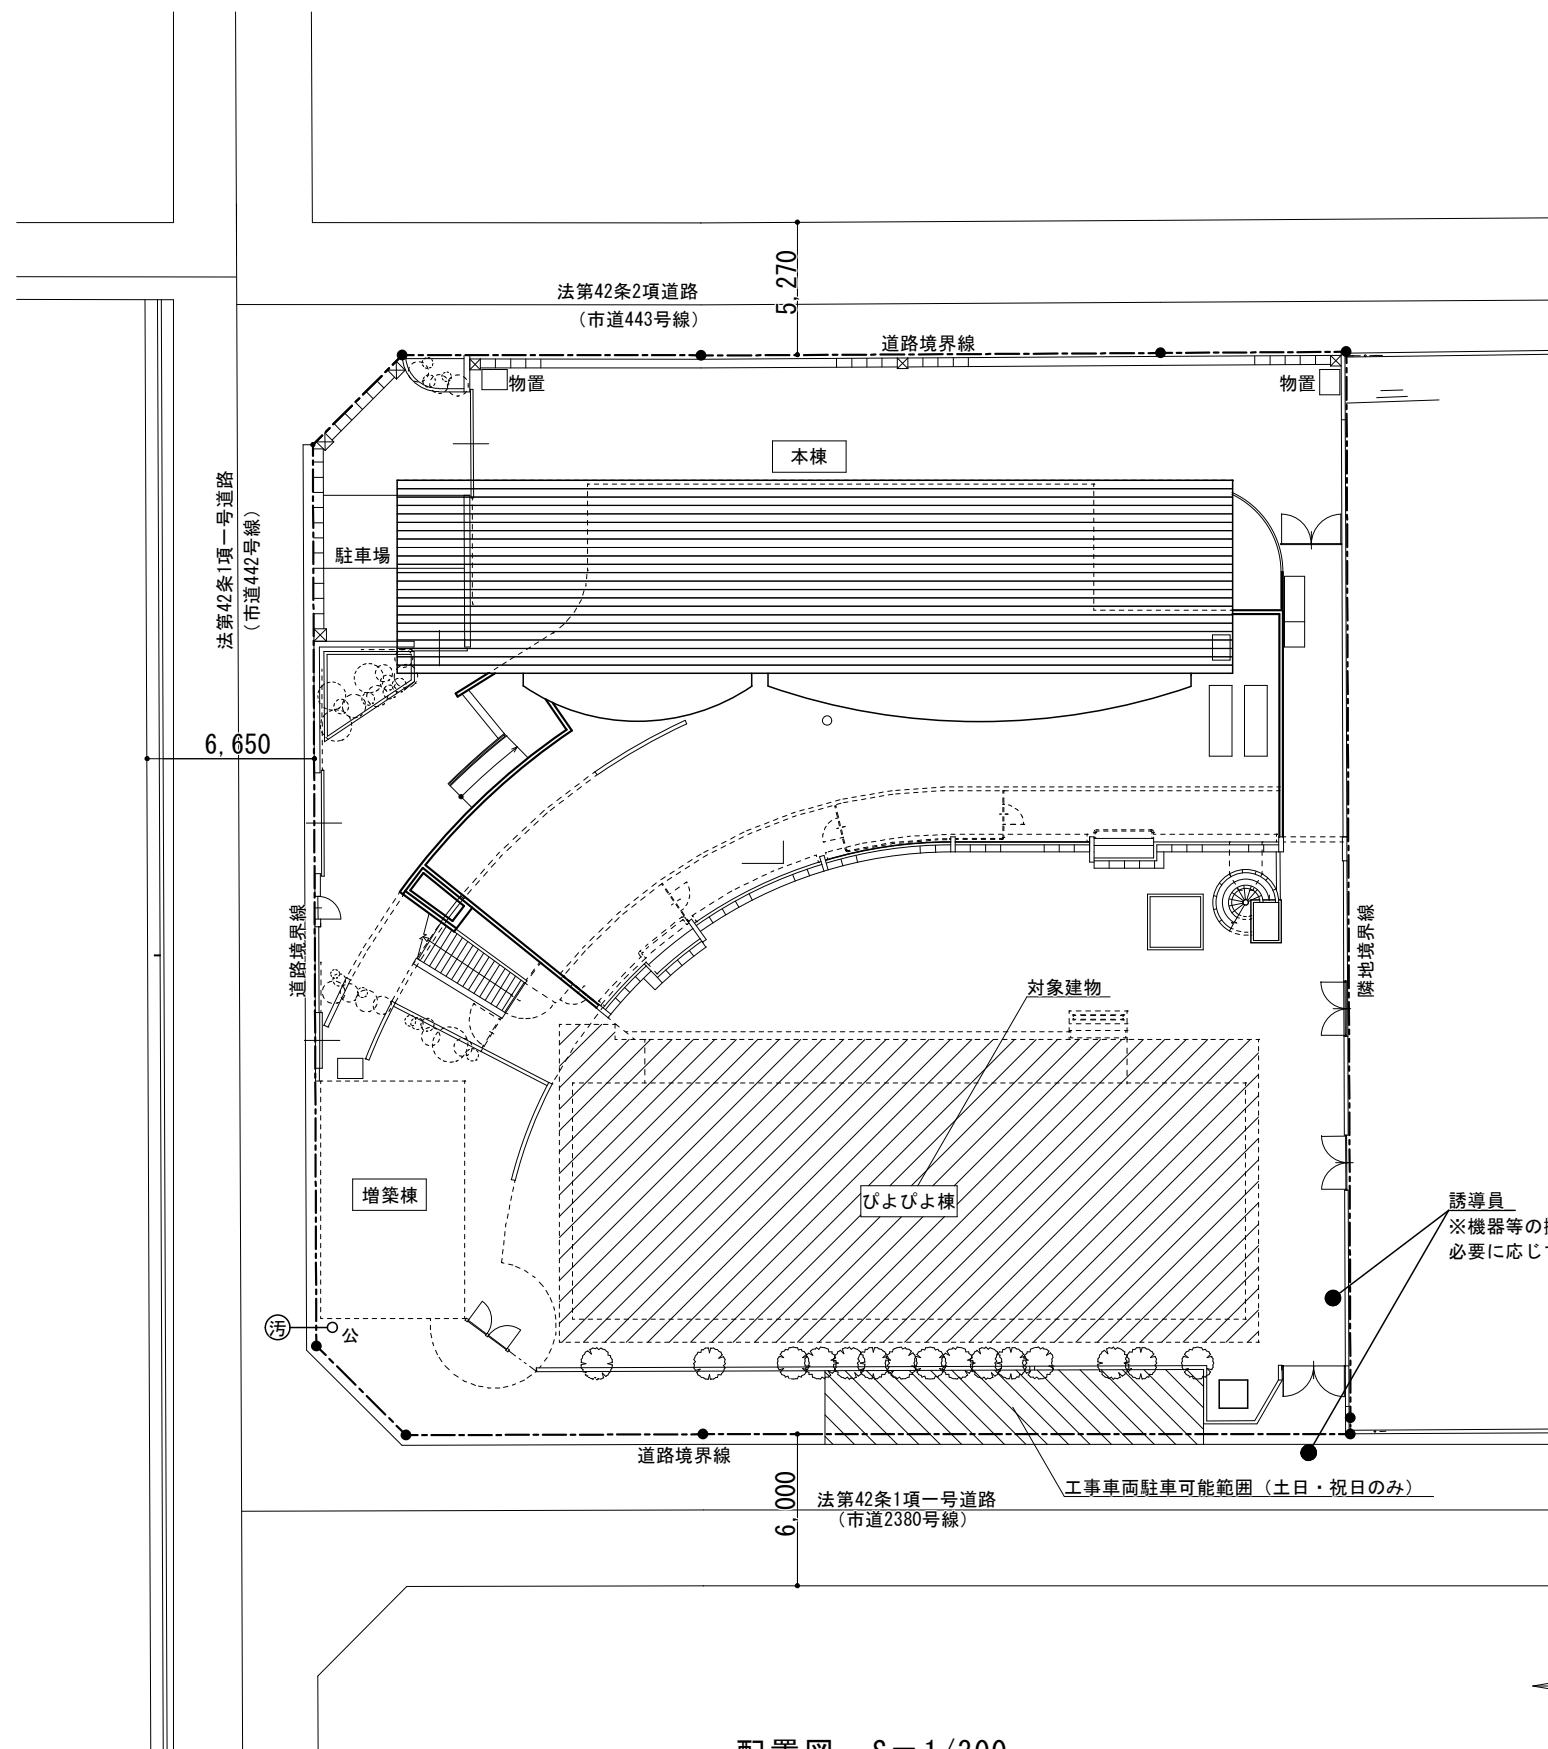 5,270
法第42条2項道路
(市道443号線)
道路境界線
物置
物置
本棟
法第42条1項一号道路
(市道442号線)
駐車場
6,650
道路境界線
隣地境界線
対象建物
増築棟
ぴよぴよ棟
誘導員
※機器等の
必要に応じ
汚
公
道路境界線
工事車両駐車可能範囲（土日・祝日のみ）
6,000
法第42条1項一号道路
(市道2380号線)
配置図 S=1/200